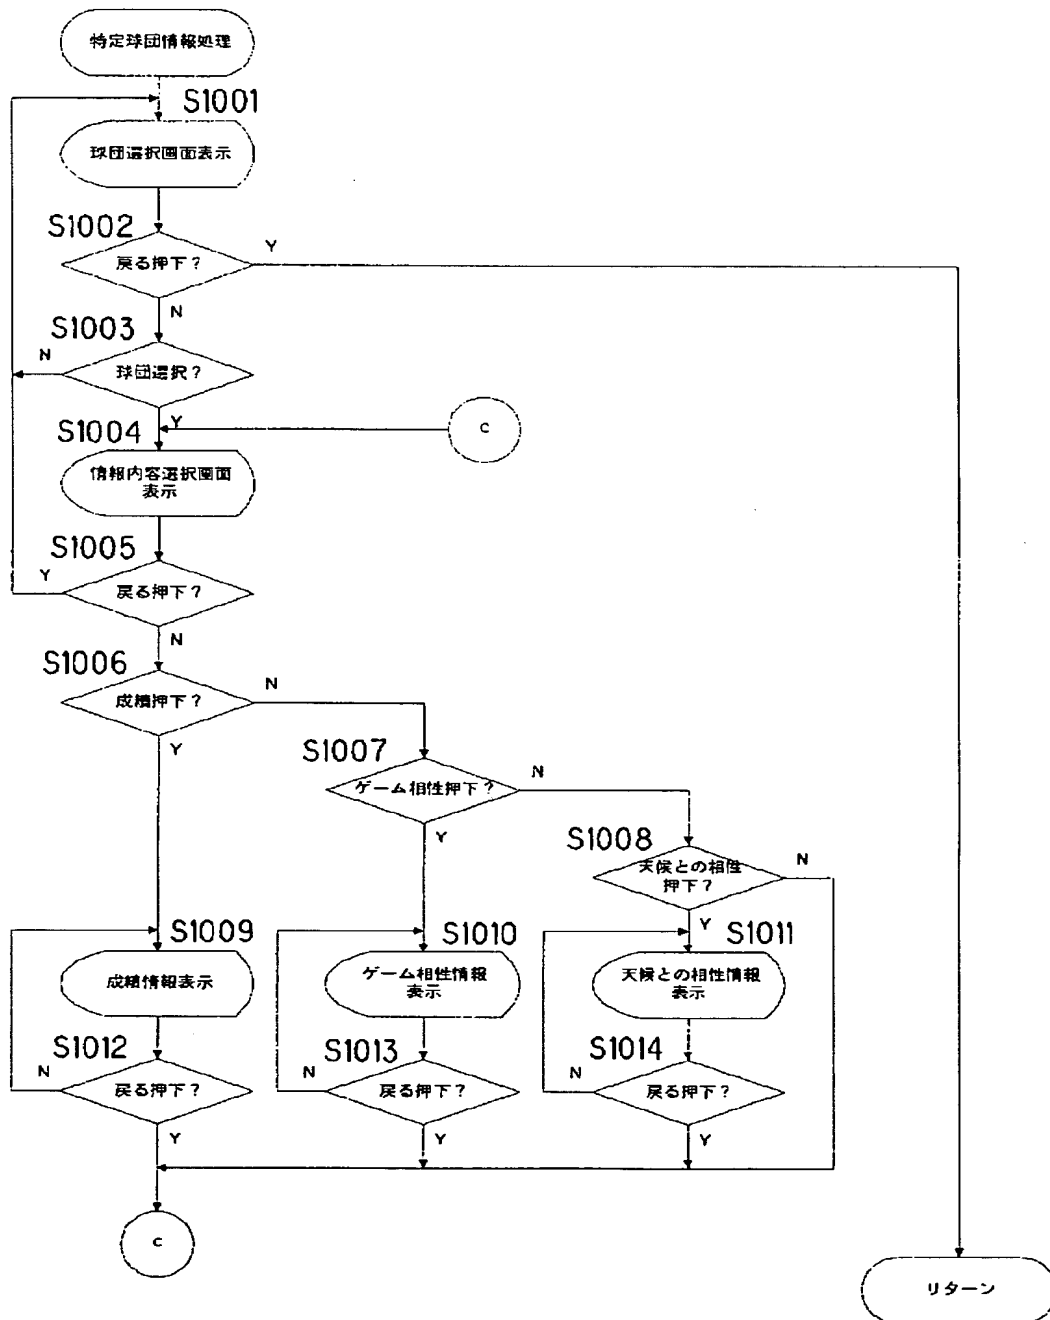 特定球団情報処理
S1001
球団選択画面表示
S1002
戻る押下?
Y
N
S1003
球団選択?
N
Y
C
S1004
情報内容選択画面
表示
S1005
戻る押下?
Y
N
S1006
成績押下?
N
Y
S1007
ゲーム相性押下?
N
Y
S1008
天候との相性
押下?
N
Y
S1009
成績情報表示
S1010
ゲーム相性情報
表示
S1011
天候との相性情報
表示
S1012
戻る押下?
N
Y
S1013
戻る押下?
N
Y
S1014
戻る押下?
N
Y
C
リターン